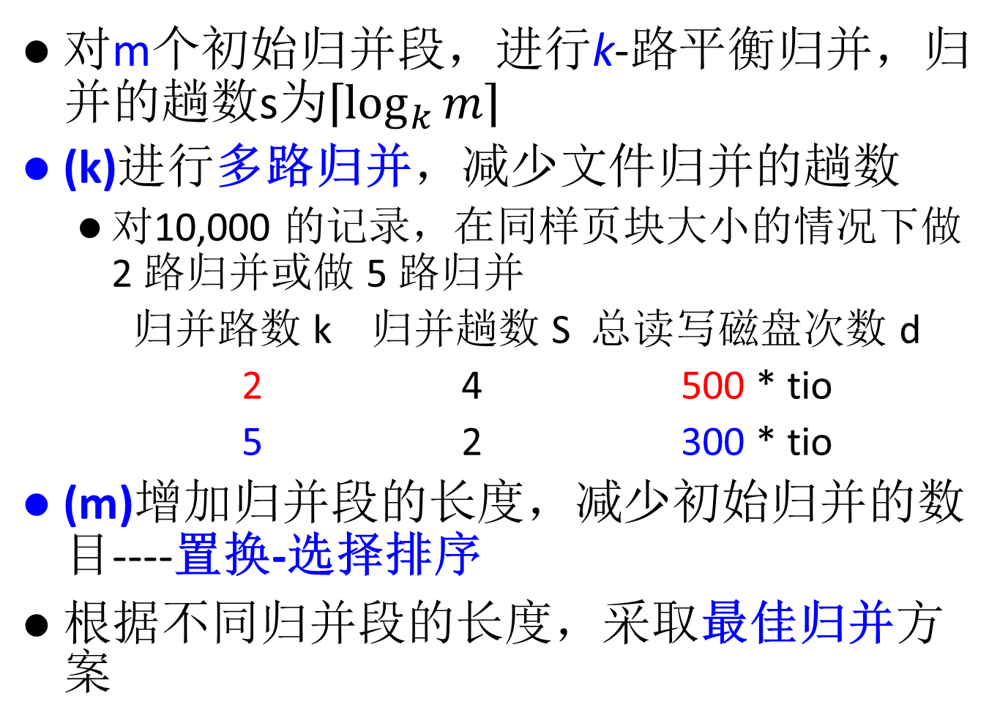 ● 对m个初始归并段，进行k-路平衡归并，归
并的趟数s为⌈logₖ m⌉
● (k)进行多路归并，减少文件归并的趟数
● 对10,000 的记录，在同样页块大小的情况下做
2 路归并或做 5 路归并
归并路数 k 归并趟数 S 总读写磁盘次数 d
2 4 500 * tio
5 2 300 * tio
● (m)增加归并段的长度，减少初始归并的数
目----置换-选择排序
● 根据不同归并段的长度，采取最佳归并方
案